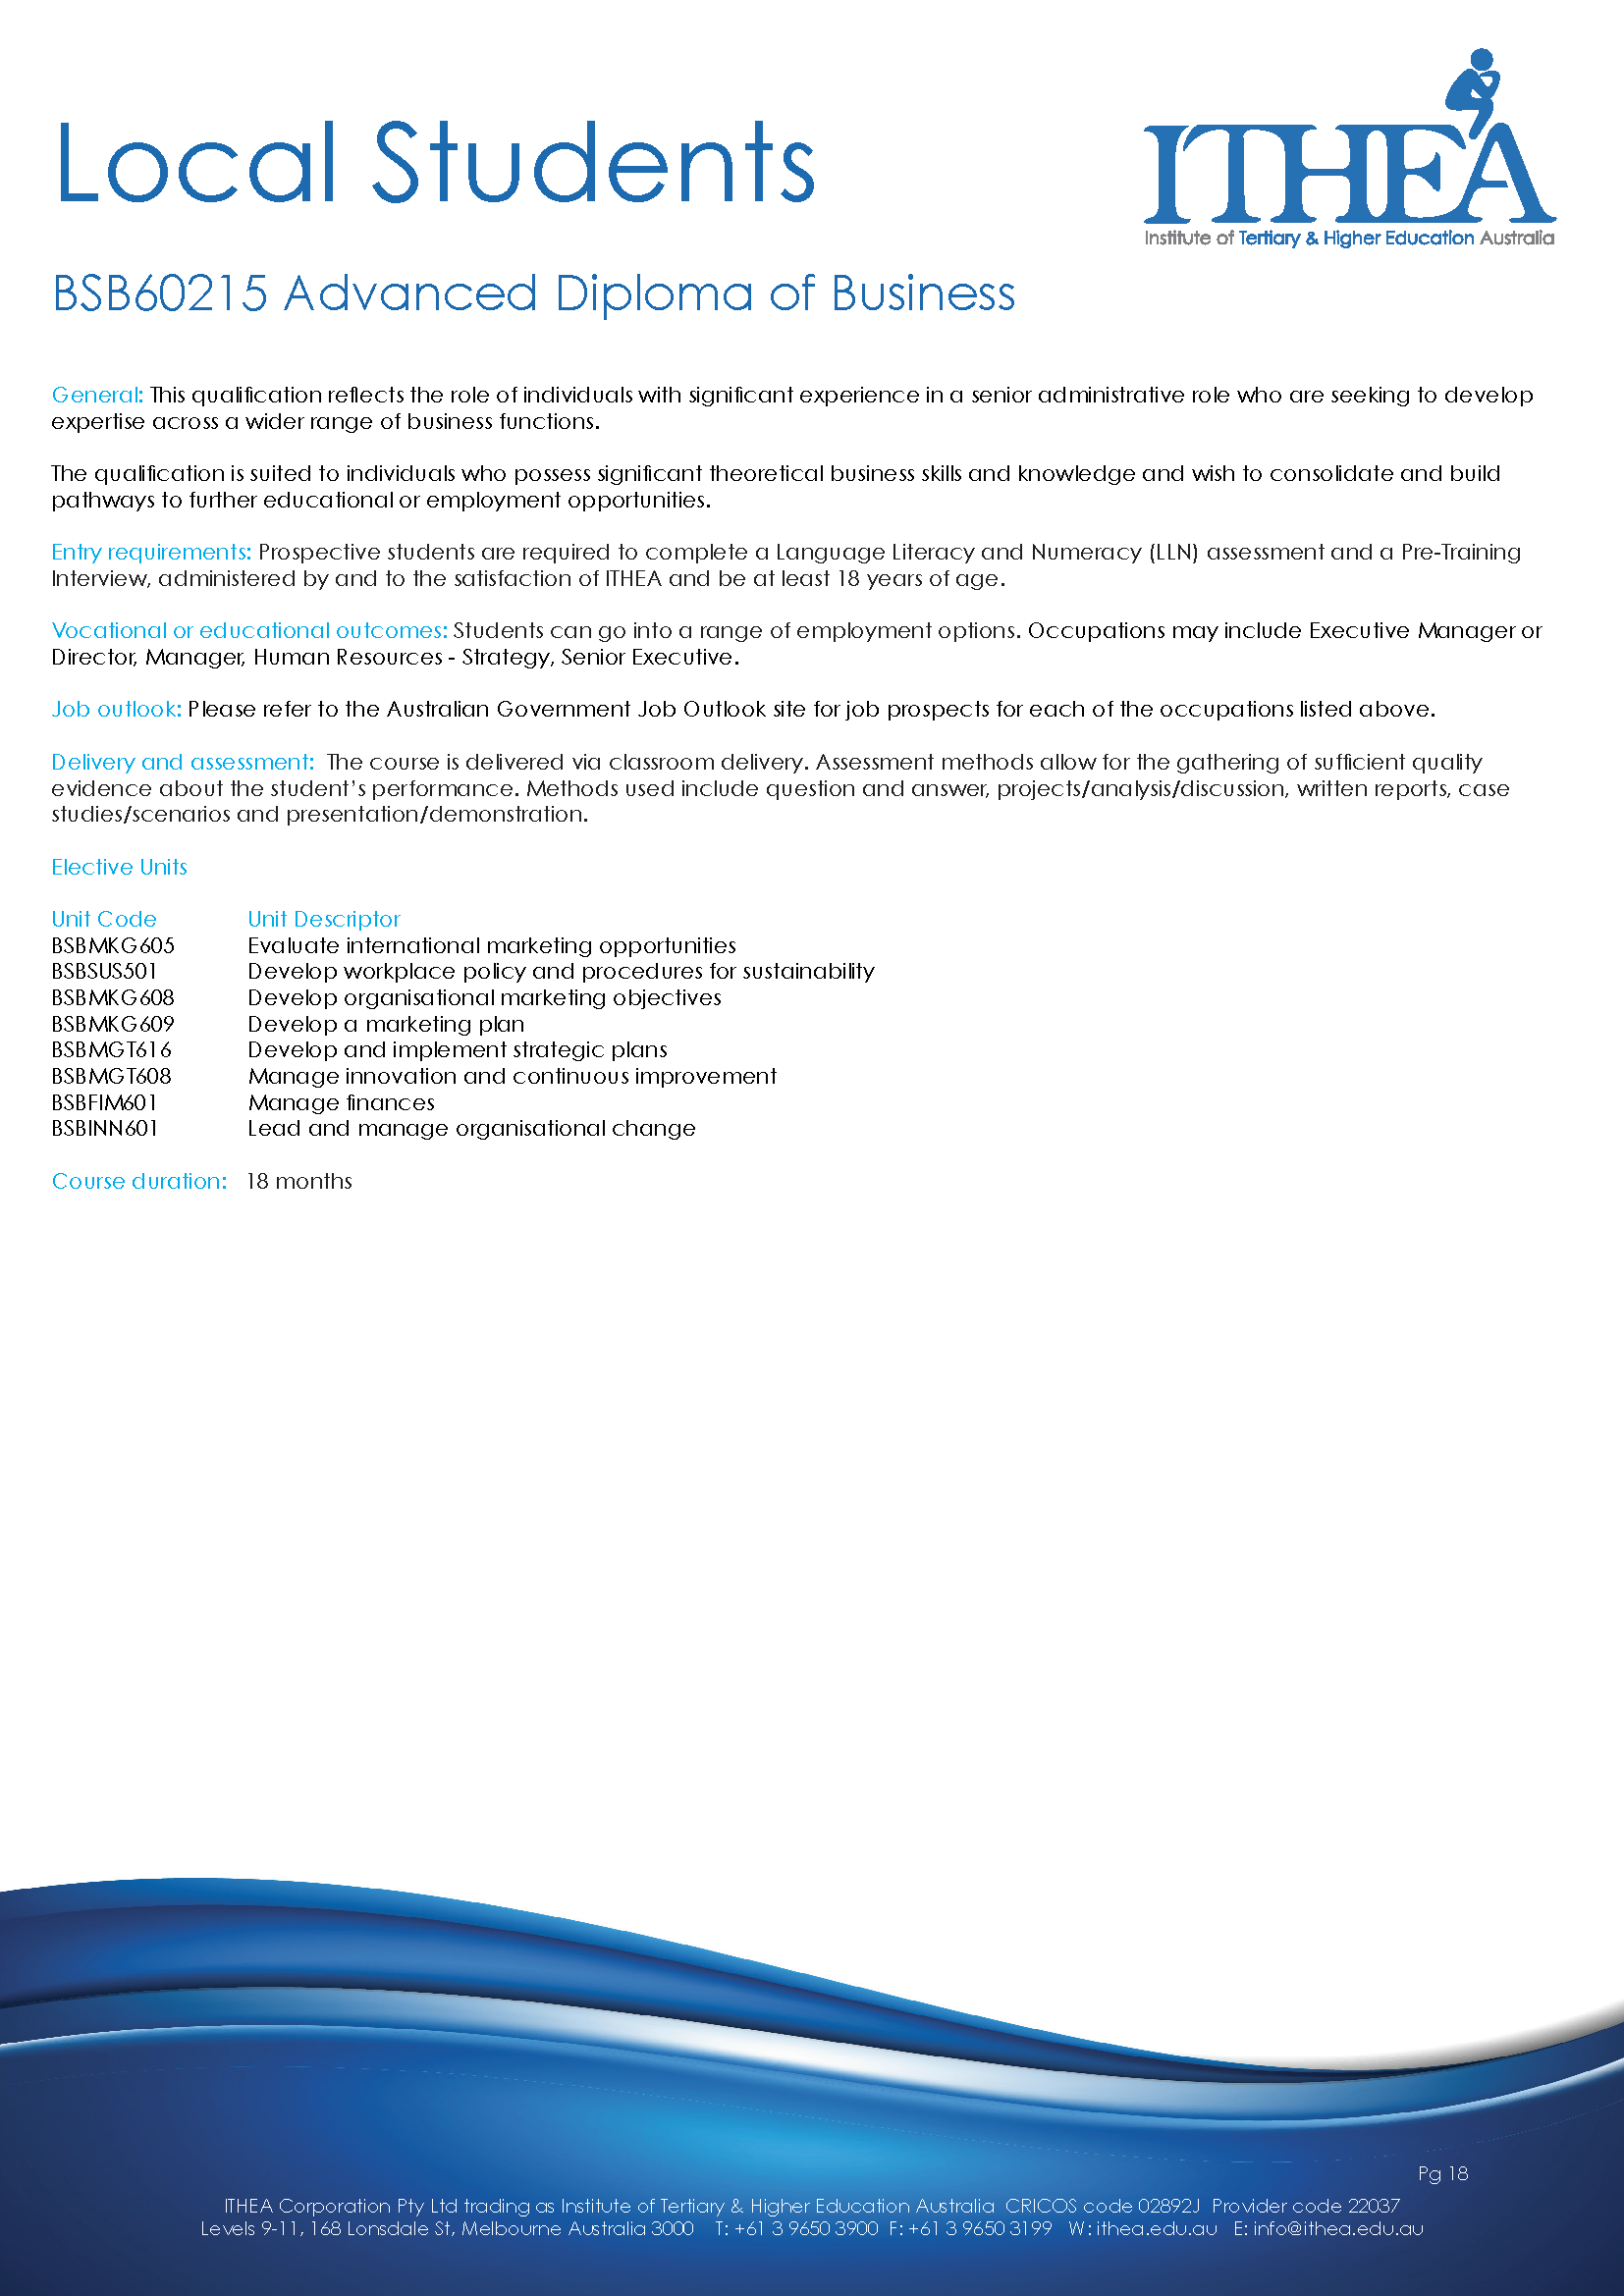 Local Students
ITHEA
Institute of Tertiary & Higher Education Australia
BSB60215 Advanced Diploma of Business
General: This qualification reflects the role of individuals with significant experience in a senior administrative role who are seeking to develop
expertise across a wider range of business functions.
The qualification is suited to individuals who possess significant theoretical business skills and knowledge and wish to consolidate and build
pathways to further educational or employment opportunities.
Entry requirements: Prospective students are required to complete a Language Literacy and Numeracy (LLN) assessment and a Pre-Training
Interview, administered by and to the satisfaction of ITHEA and be at least 18 years of age.
Vocational or educational outcomes: Students can go into a range of employment options. Occupations may include Executive Manager or
Director, Manager, Human Resources - Strategy, Senior Executive.
Job outlook: Please refer to the Australian Government Job Outlook site for job prospects for each of the occupations listed above.
Delivery and assessment: The course is delivered via classroom delivery. Assessment methods allow for the gathering of sufficient quality
evidence about the student’s performance. Methods used include question and answer, projects/analysis/discussion, written reports, case
studies/scenarios and presentation/demonstration.
Elective Units
Unit Code Unit Descriptor
BSBMKG605 Evaluate international marketing opportunities
BSBSUS501 Develop workplace policy and procedures for sustainability
BSBMKG608 Develop organisational marketing objectives
BSBMKG609 Develop a marketing plan
BSBMGT616 Develop and implement strategic plans
BSBMGT608 Manage innovation and continuous improvement
BSBFIM601 Manage finances
BSBINN601 Lead and manage organisational change
Course duration: 18 months
Pg 18
ITHEA Corporation Pty Ltd trading as Institute of Tertiary & Higher Education Australia CRICOS code 02892J Provider code 22037
Levels 9-11, 168 Lonsdale St, Melbourne Australia 3000 T: +61 3 9650 3900 F: +61 3 9650 3199 W: ithea.edu.au E: info@ithea.edu.au